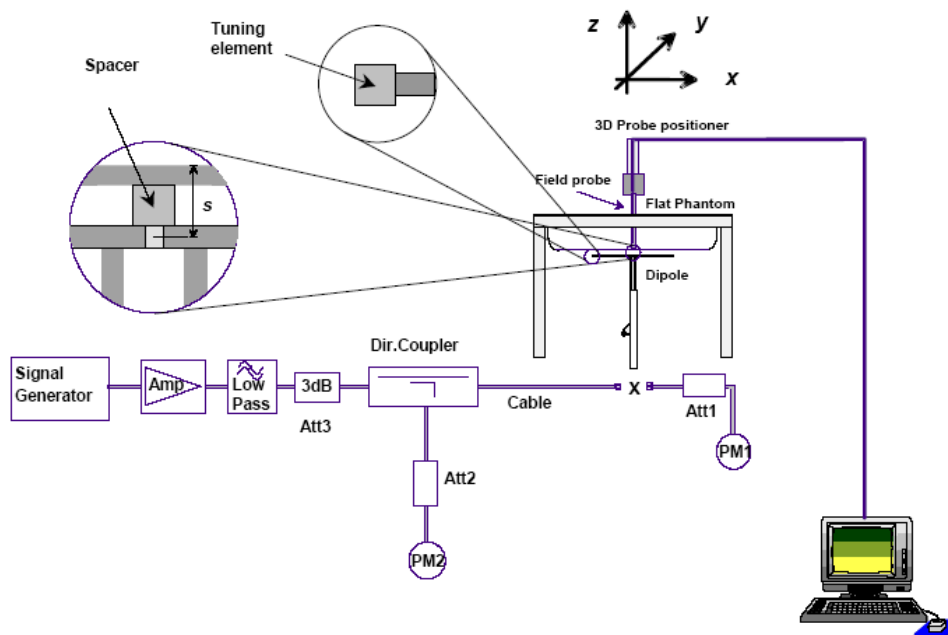 Tuning
element
Spacer
s
z
y
x
3D Probe positioner
Field probe
Flat Phantom
Dipole
Dir.Coupler
Signal
Generator
Amp
Low
Pass
3dB
Att3
Cable
x
Att1
PM1
Att2
PM2